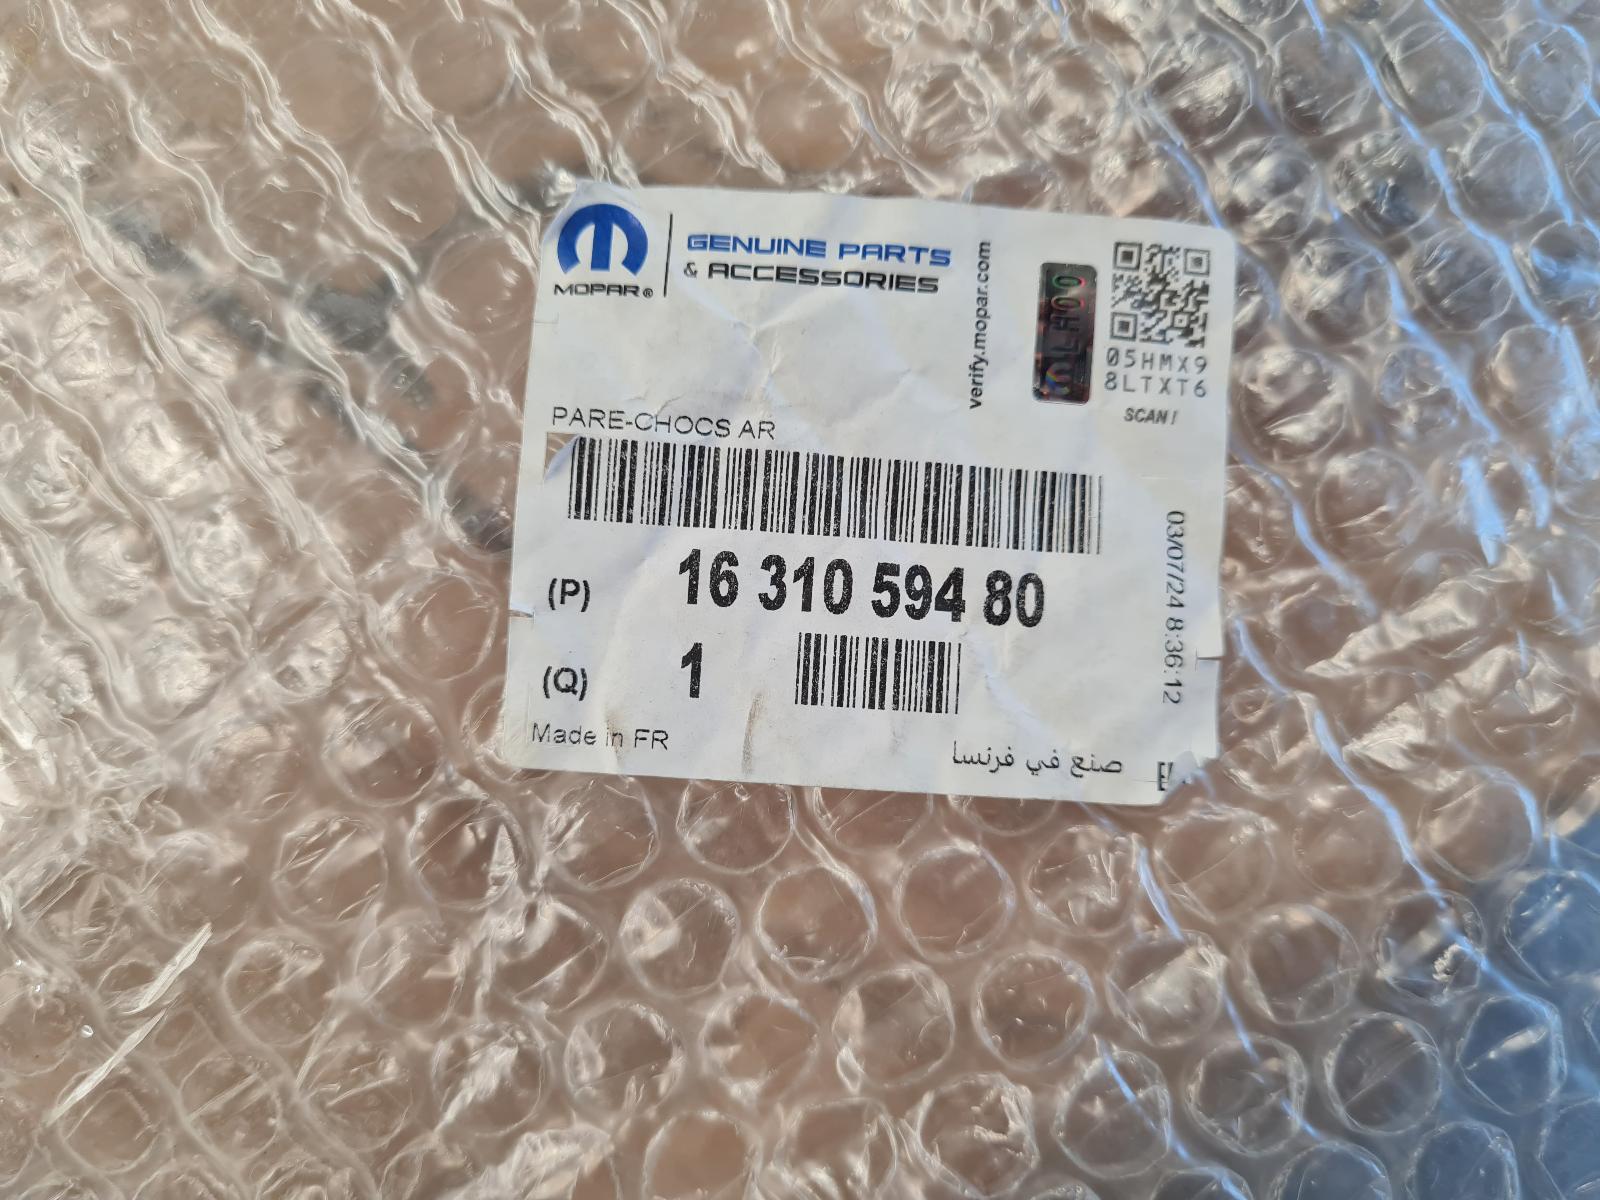 MOPAR®
GENUINE PARTS
& ACCESSORIES
verify.mopar.com
05HMX9
8LTXT6
SCAN!
PARE-CHOCS AR
03/07/24 8:36:12
(P) 16 310 594 80
(Q) 1
Made in FR
صنع في فرنسا